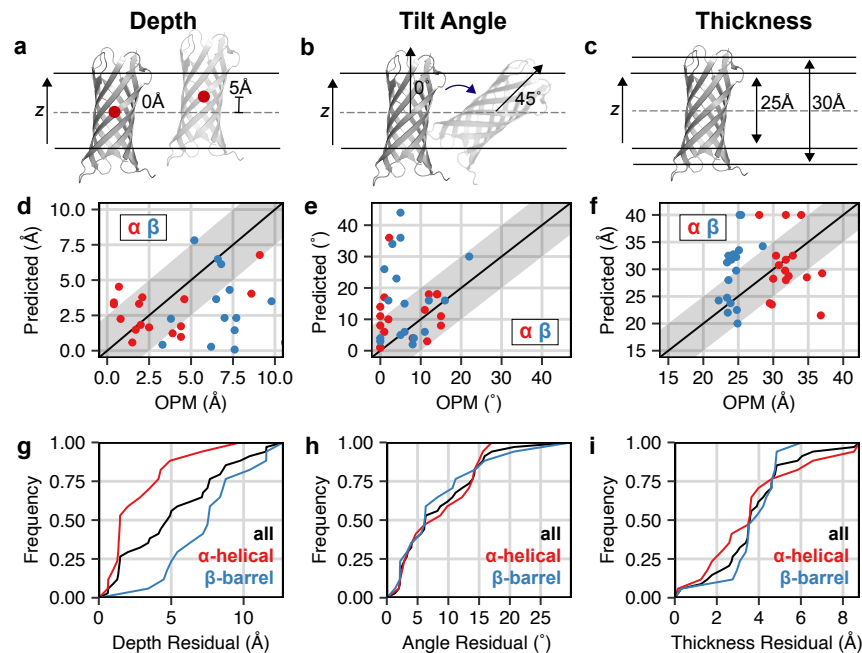 Depth
Tilt Angle
Thickness
a
b
c
z
0Å
5Å
z
0°
45°
z
25Å
30Å
d
e
f
Predicted (Å)
10.0
7.5
5.0
2.5
0.0
α β
0.0 2.5 5.0 7.5 10.0
OPM (Å)
Predicted (°)
40
30
20
10
0
α β
0 10 20 30 40
OPM (°)
Predicted (Å)
40
35
30
25
20
15
α β
15 20 25 30 35 40
OPM (Å)
g
h
i
Frequency
1.00
0.75
0.50
0.25
0.00
all
α-helical
β-barrel
0 5 10
Depth Residual (Å)
Frequency
1.00
0.75
0.50
0.25
0.00
all
α-helical
β-barrel
0 5 10 15 20 25
Angle Residual (°)
Frequency
1.00
0.75
0.50
0.25
0.00
all
α-helical
β-barrel
0 2 4 6 8
Thickness Residual (Å)